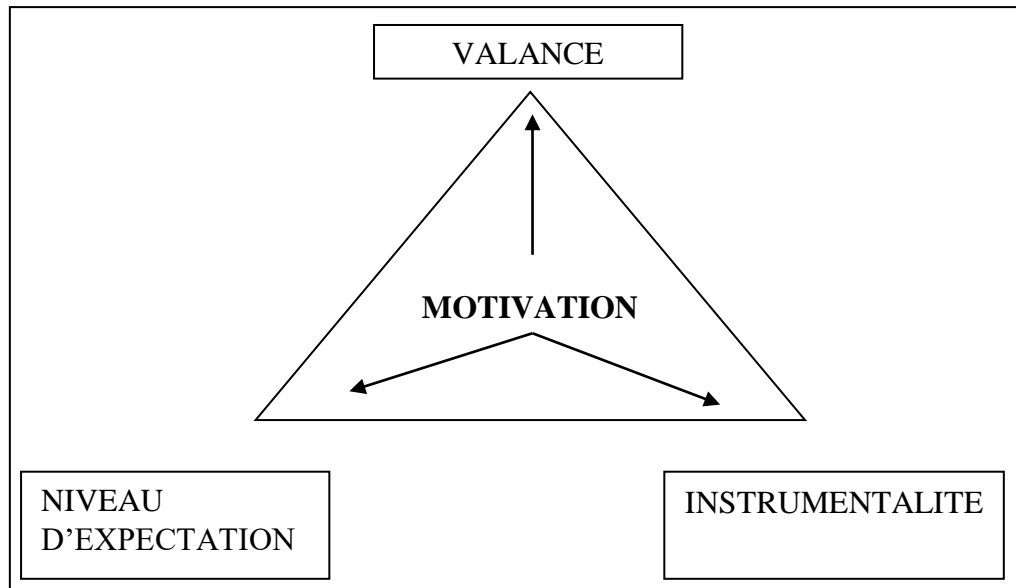 VALANCE
MOTIVATION
NIVEAU
D’EXPECTATION
INSTRUMENTALITE